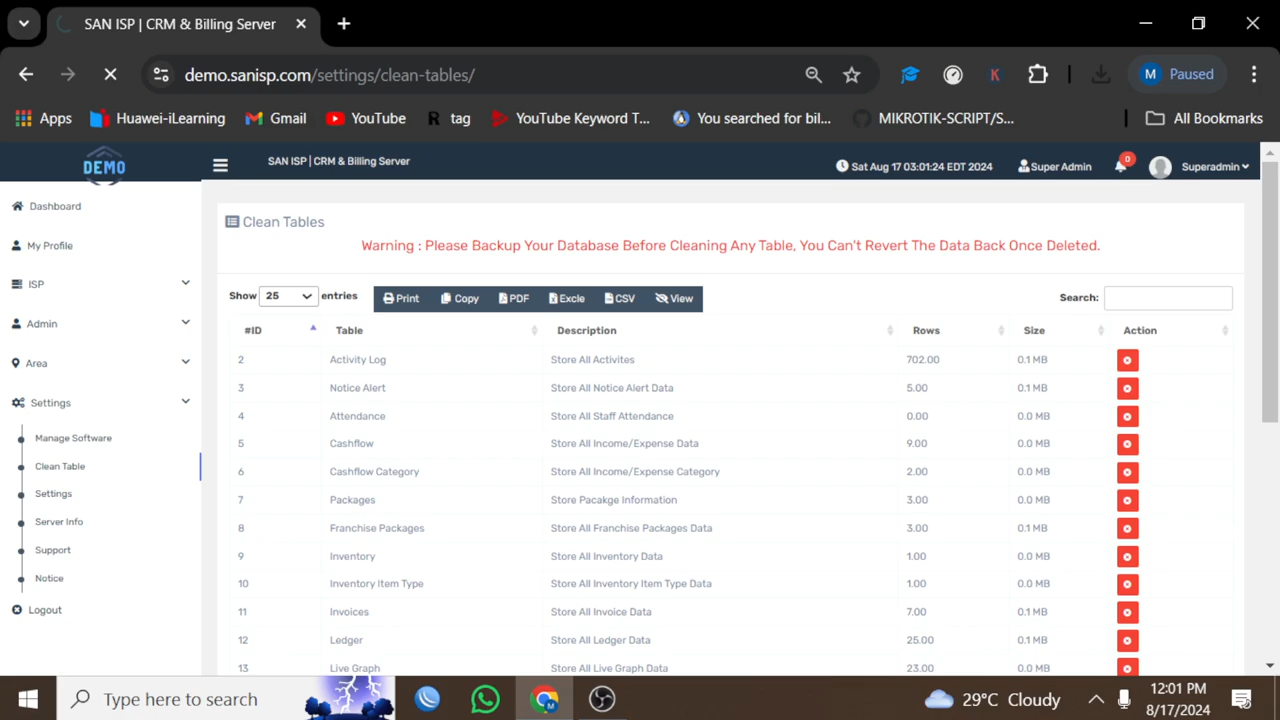 SAN ISP | CRM & Billing Server
demo.sanisp.com/settings/clean-tables/
M Paused
Apps Huawei-iLearning Gmail YouTube R tag YouTube Keyword T... You searched for bil... MIKROTIK-SCRIPT/S... All Bookmarks
DEMO SAN ISP | CRM & Billing Server Sat Aug 17 03:01:24 EDT 2024 Super Admin 0 Superadmin
Dashboard
My Profile
ISP
Admin
Area
Settings
Manage Software
Clean Table
Settings
Server Info
Support
Notice
Logout
Clean Tables
Warning : Please Backup Your Database Before Cleaning Any Table, You Can't Revert The Data Back Once Deleted.
Show 25 entries Print Copy PDF Excle CSV View Search:
#ID Table Description Rows Size Action
2 Activity Log Store All Activites 702.00 0.1 MB
3 Notice Alert Store All Notice Alert Data 5.00 0.1 MB
4 Attendance Store All Staff Attendance 0.00 0.0 MB
5 Cashflow Store All Income/Expense Data 9.00 0.0 MB
6 Cashflow Category Store All Income/Expense Category 2.00 0.0 MB
7 Packages Store Pacakge Information 3.00 0.0 MB
8 Franchise Packages Store All Franchise Packages Data 3.00 0.1 MB
9 Inventory Store All Inventory Data 1.00 0.0 MB
10 Inventory Item Type Store All Inventory Item Type Data 1.00 0.0 MB
11 Invoices Store All Invoice Data 7.00 0.1 MB
12 Ledger Store All Ledger Data 25.00 0.1 MB
13 Live Graph Store All Live Graph Data 23.00 0.0 MB
Type here to search M 29°C Cloudy 12:01 PM
8/17/2024